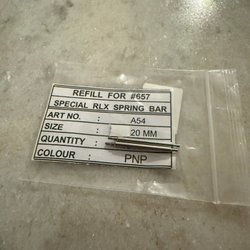 REFILL FOR #657
SPECIAL RLX SPRING BAR
ART NO. : A54
SIZE : 20 MM
QUANTITY :
COLOUR : PNP